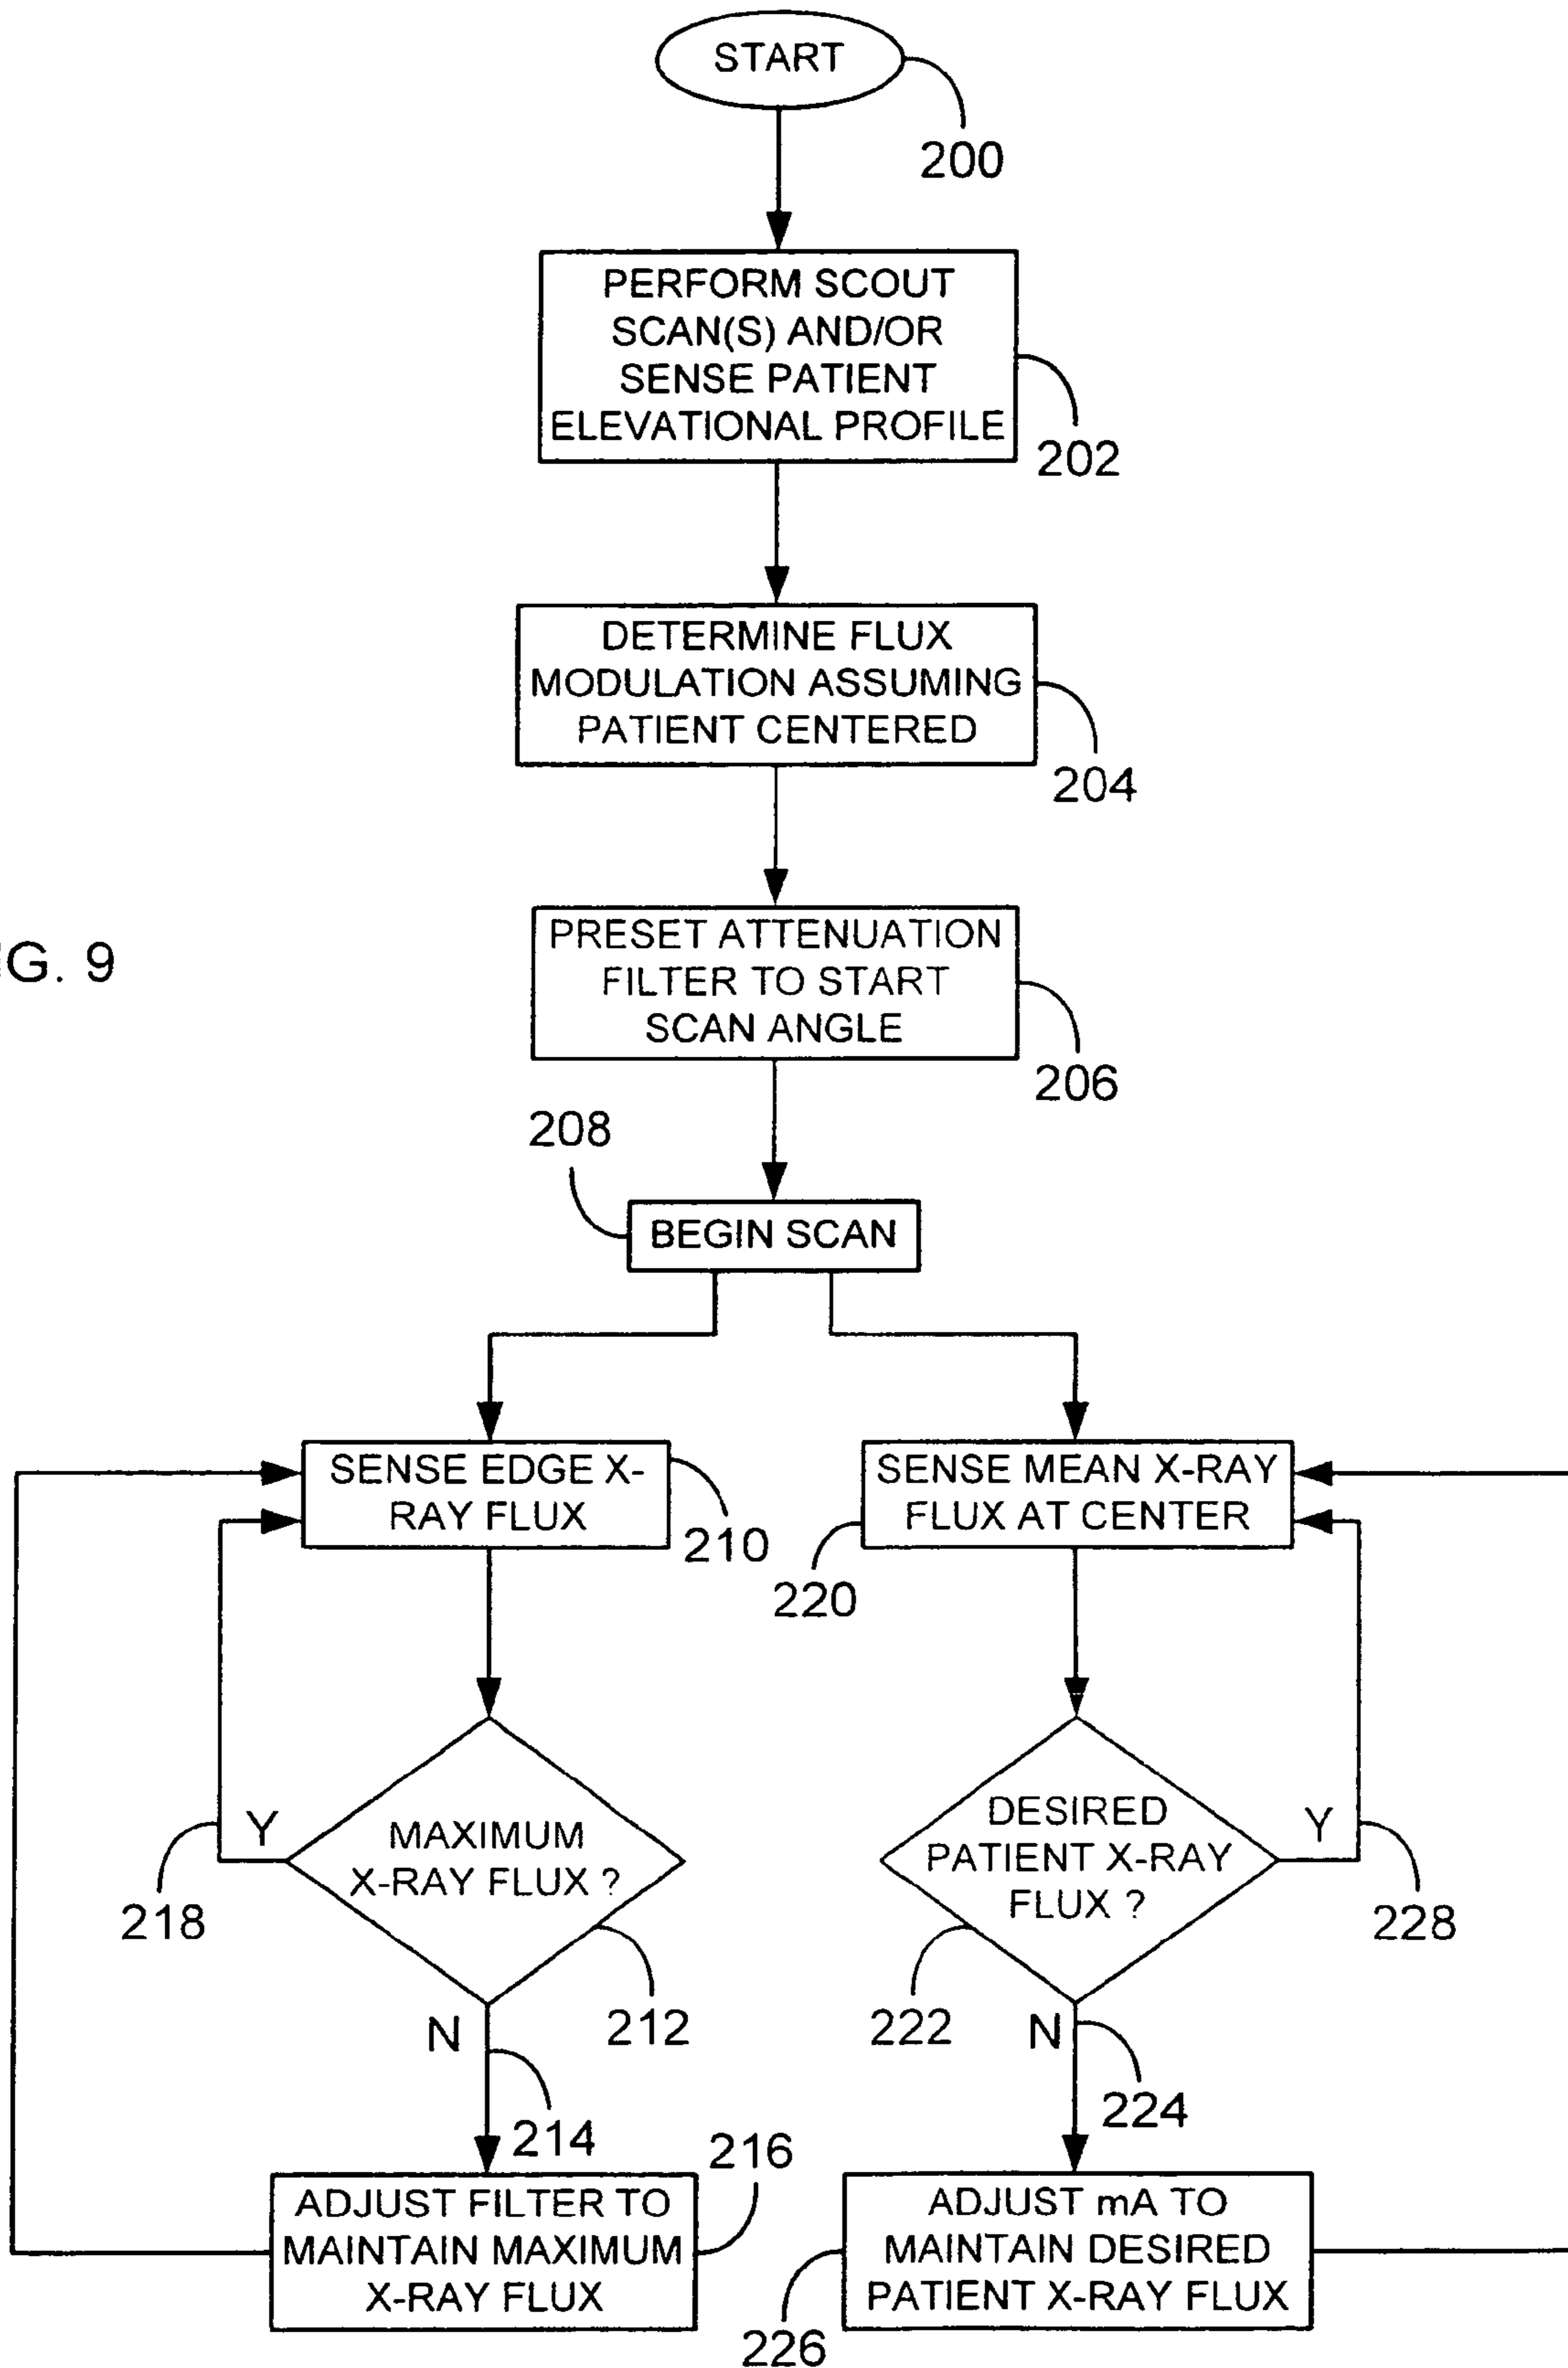 START
200
PERFORM SCOUT
SCAN(S) AND/OR
SENSE PATIENT
ELEVATIONAL PROFILE
202
DETERMINE FLUX
MODULATION ASSUMING
PATIENT CENTERED
204
G. 9
PRESET ATTENUATION
FILTER TO START
SCAN ANGLE
206
208
BEGIN SCAN
SENSE EDGE X-
RAY FLUX
210
SENSE MEAN X-RAY
FLUX AT CENTER
220
MAXIMUM
X-RAY FLUX ?
Y
218
212
N
214
DESIRED
PATIENT X-RAY
FLUX ?
Y
228
222
N
224
216
ADJUST FILTER TO
MAINTAIN MAXIMUM
X-RAY FLUX
ADJUST mA TO
MAINTAIN DESIRED
PATIENT X-RAY FLUX
226